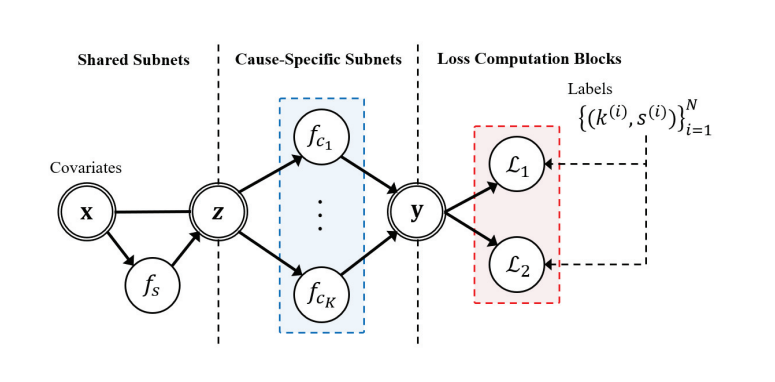 Shared Subnets
Cause-Specific Subnets
Loss Computation Blocks
Labels
{(k^{(i)}, s^{(i)})}_{i=1}^{N}
Covariates
x
z
y
f_s
f_{c_1}
⋮
f_{c_K}
ℒ_1
ℒ_2